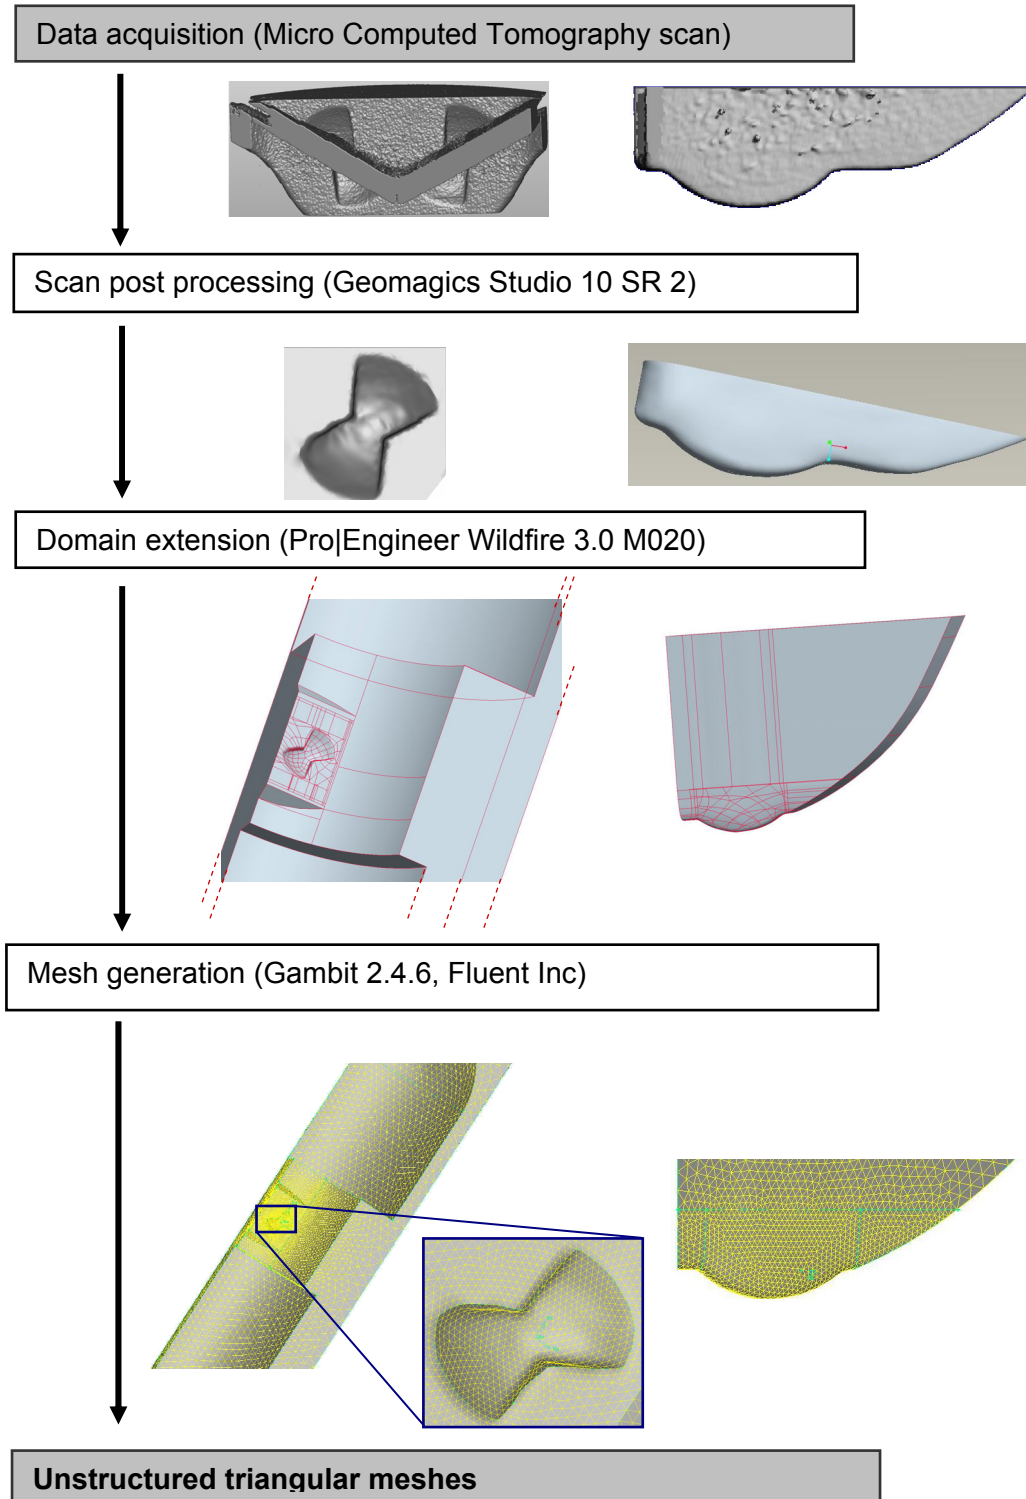 Data acquisition (Micro Computed Tomography scan)
Scan post processing (Geomagics Studio 10 SR 2)
Domain extension (Pro|Engineer Wildfire 3.0 M020)
Mesh generation (Gambit 2.4.6, Fluent Inc)
Unstructured triangular meshes